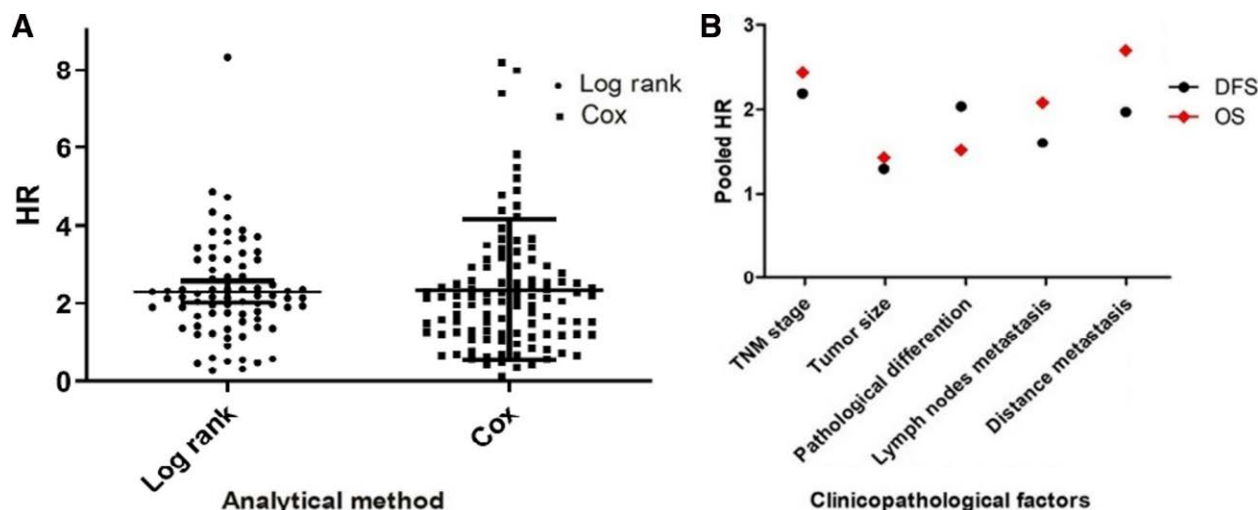 A
HR
8
6
4
2
0
Log rank
Cox
Log rank
Cox
Analytical method
B
Pooled HR
3
2
1
0
DFS
OS
TNM stage
Tumor size
Pathological differention
Lymph nodes metastasis
Distance metastasis
Clinicopathological factors